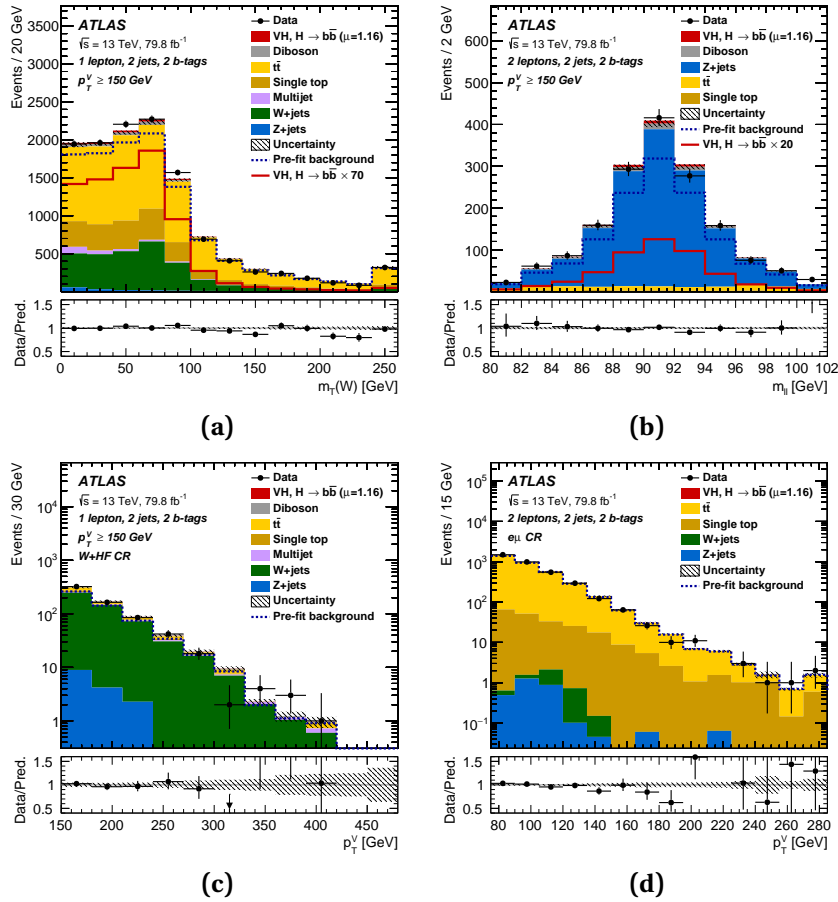 Events / 20 GeV
3500
3000
2500
2000
1500
1000
500
ATLAS
√s = 13 TeV, 79.8 fb⁻¹
1 lepton, 2 jets, 2 b-tags
p_T^V ≥ 150 GeV
Data
VH, H → bb̄ (μ=1.16)
Diboson
tt̄
Single top
Multijet
W+jets
Z+jets
Uncertainty
Pre-fit background
VH, H → bb̄ × 70
Data/Pred.
1.5
1
0.5
0 50 100 150 200 250
m_T(W) [GeV]
(a)
Events / 2 GeV
600
500
400
300
200
100
ATLAS
√s = 13 TeV, 79.8 fb⁻¹
2 leptons, 2 jets, 2 b-tags
p_T^V ≥ 150 GeV
Data
VH, H → bb̄ (μ=1.16)
Diboson
Z+jets
tt̄
Single top
Uncertainty
Pre-fit background
VH, H → bb̄ × 20
Data/Pred.
1.5
1
0.5
80 82 84 86 88 90 92 94 96 98 100 102
m_ll [GeV]
(b)
Events / 30 GeV
10⁴
10³
10²
10
1
ATLAS
√s = 13 TeV, 79.8 fb⁻¹
1 lepton, 2 jets, 2 b-tags
p_T^V ≥ 150 GeV
W+HF CR
Data
VH, H → bb̄ (μ=1.16)
Diboson
tt̄
Single top
Multijet
W+jets
Z+jets
Uncertainty
Pre-fit background
Data/Pred.
1.5
1
0.5
150 200 250 300 350 400 450
p_T^V [GeV]
(c)
Events / 15 GeV
10⁵
10⁴
10³
10²
10
1
10⁻¹
ATLAS
√s = 13 TeV, 79.8 fb⁻¹
2 leptons, 2 jets, 2 b-tags
eμ CR
Data
VH, H → bb̄ (μ=1.16)
tt̄
Single top
W+jets
Z+jets
Uncertainty
Pre-fit background
Data/Pred.
1.5
1
0.5
80 100 120 140 160 180 200 220 240 260 280
p_T^V [GeV]
(d)